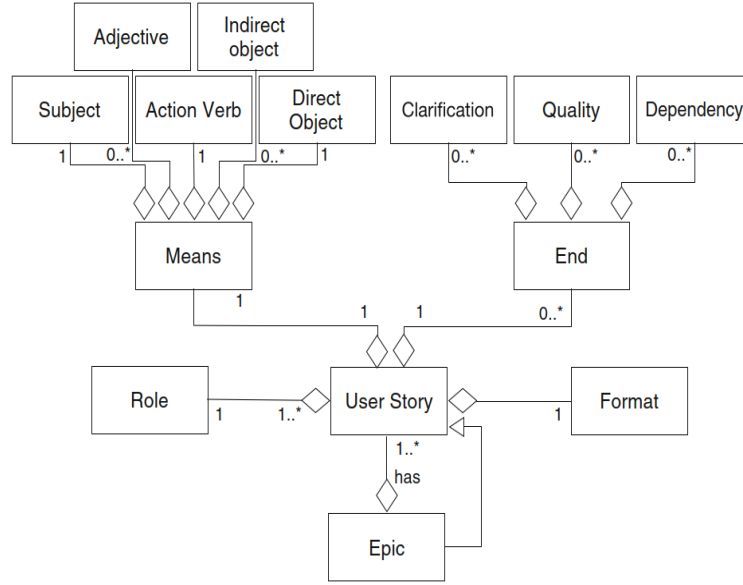 Adjective
Indirect
object
Subject
Action Verb
Direct
Object
Clarification
Quality
Dependency
1
0..*
1
0..*
1
0..*
0..*
0..*
Means
End
1
1
1
0..*
Role
User Story
Format
1
1..*
1
1..*
has
Epic